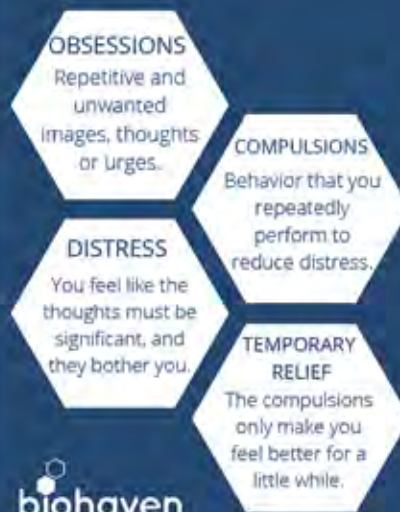 OBSESSIONS
Repetitive and
unwanted
images, thoughts
or urges.
COMPULSIONS
Behavior that you
repeatedly
perform to
reduce distress.
DISTRESS
You feel like the
thoughts must be
significant, and
they bother you.
TEMPORARY
RELIEF
The compulsions
only make you
feel better for a
little while.
biohaven